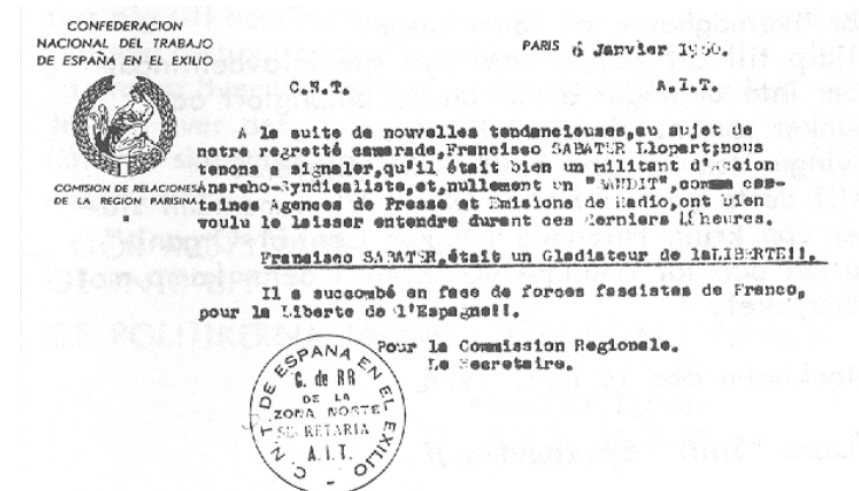 CONFEDERACION
NACIONAL DEL TRABAJO
DE ESPAÑA EN EL EXILIO
COMISION DE RELACIONES
DE LA REGION PARISINA
PARIS 6 Janvier 1960.
C.N.T. A.I.T.
A la suite de nouvelles tendancieuses,au sujet de
notre regretté camarade,Francisco SABATER Llopart;nous
tenons a signaler,qu'il était bien un militant d'Accion
Anarcho-Syndicaliste,et,nullement un "BANDIT",comme cer-
taines Agences de Presse et Emisions de Radio,ont bien
voulu le laisser entendre durant ces derniers heures.
Francisco SABATER,était un Gladiateur de laLIBERTE!!.
Il a succombé en face de forces fascistes de Franco,
pour la Liberte de l'Espagne!!.
Pour la Commission Regionale.
Le Secretaire.
C. N. T. DE ESPANA EN EL EXILIO
C. de RR
DE LA
ZONA NORTE
SECRETARIA
A.I.T.